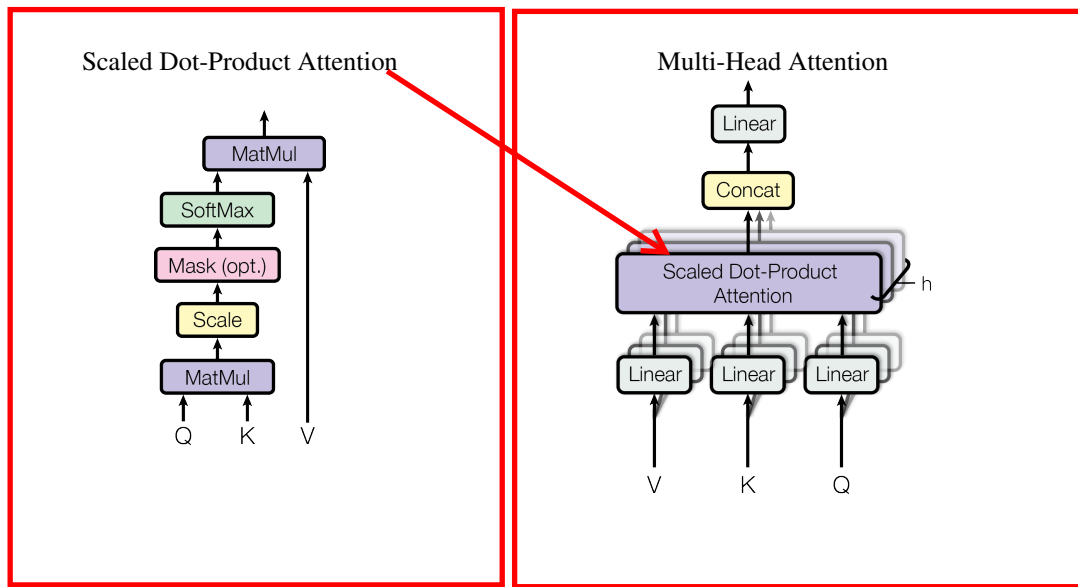 Scaled Dot-Product Attention
MatMul
SoftMax
Mask (opt.)
Scale
MatMul
Q K V
Multi-Head Attention
Linear
Concat
Scaled Dot-Product
Attention
h
Linear Linear Linear
V K Q